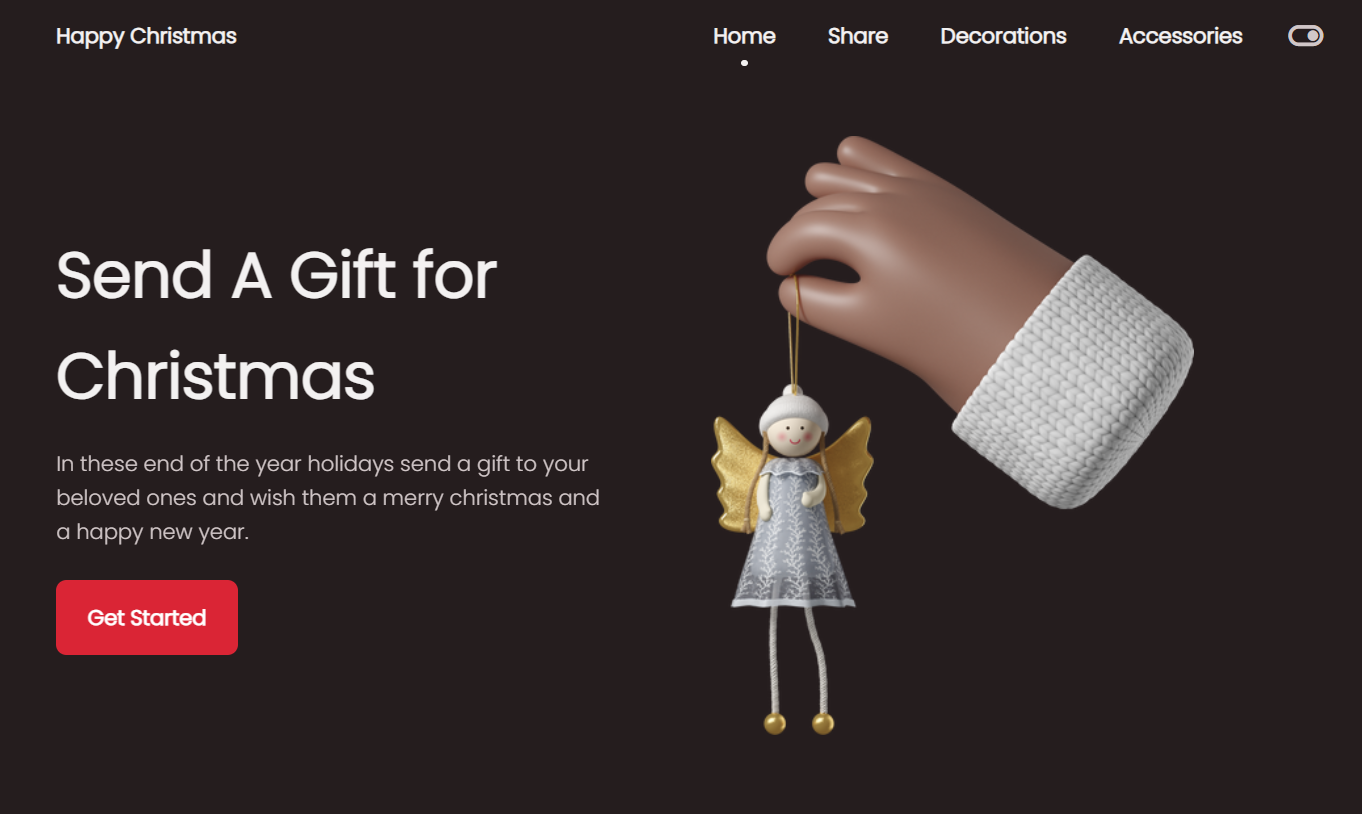 Happy Christmas
Home
Share
Decorations
Accessories
Send A Gift for
Christmas
In these end of the year holidays send a gift to your
beloved ones and wish them a merry christmas and
a happy new year.
Get Started